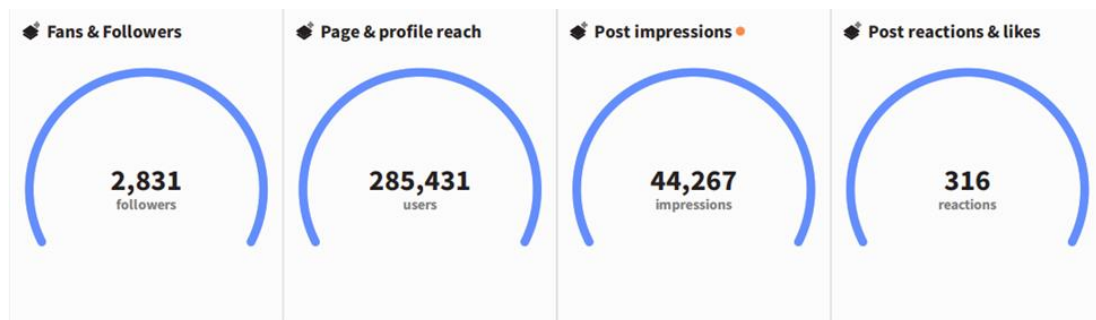 Fans & Followers
2,831
followers
Page & profile reach
285,431
users
Post impressions
44,267
impressions
Post reactions & likes
316
reactions